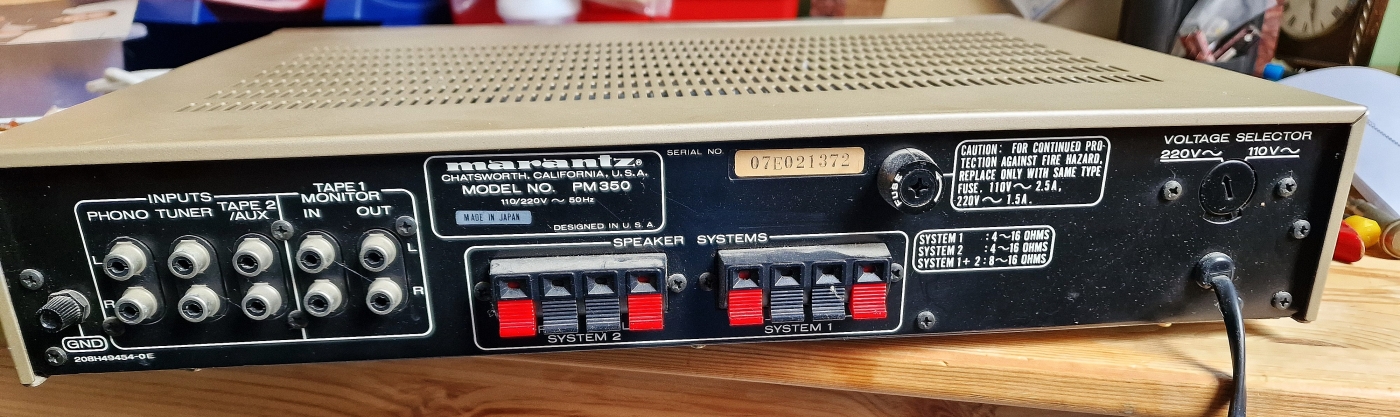 INPUTS
TAPE 1
MONITOR
PHONO TUNER TAPE 2
/AUX
IN OUT
L
L
R
R
GND
208H49454-0E
marantz®
CHATSWORTH, CALIFORNIA, U.S.A.
MODEL NO. PM350
110/220V ~ 50Hz
MADE IN JAPAN
DESIGNED IN U.S.A.
SERIAL NO.
07E021372
SPEAKER SYSTEMS
R L
SYSTEM 2
SYSTEM 1
FUSE
CAUTION: FOR CONTINUED PRO-
TECTION AGAINST FIRE HAZARD,
REPLACE ONLY WITH SAME TYPE
FUSE. 110V ~ 2.5A,
220V ~ 1.5A.
SYSTEM 1 : 4~16 OHMS
SYSTEM 2 : 4~16 OHMS
SYSTEM 1+2 : 8~16 OHMS
VOLTAGE SELECTOR
220V~ 110V~